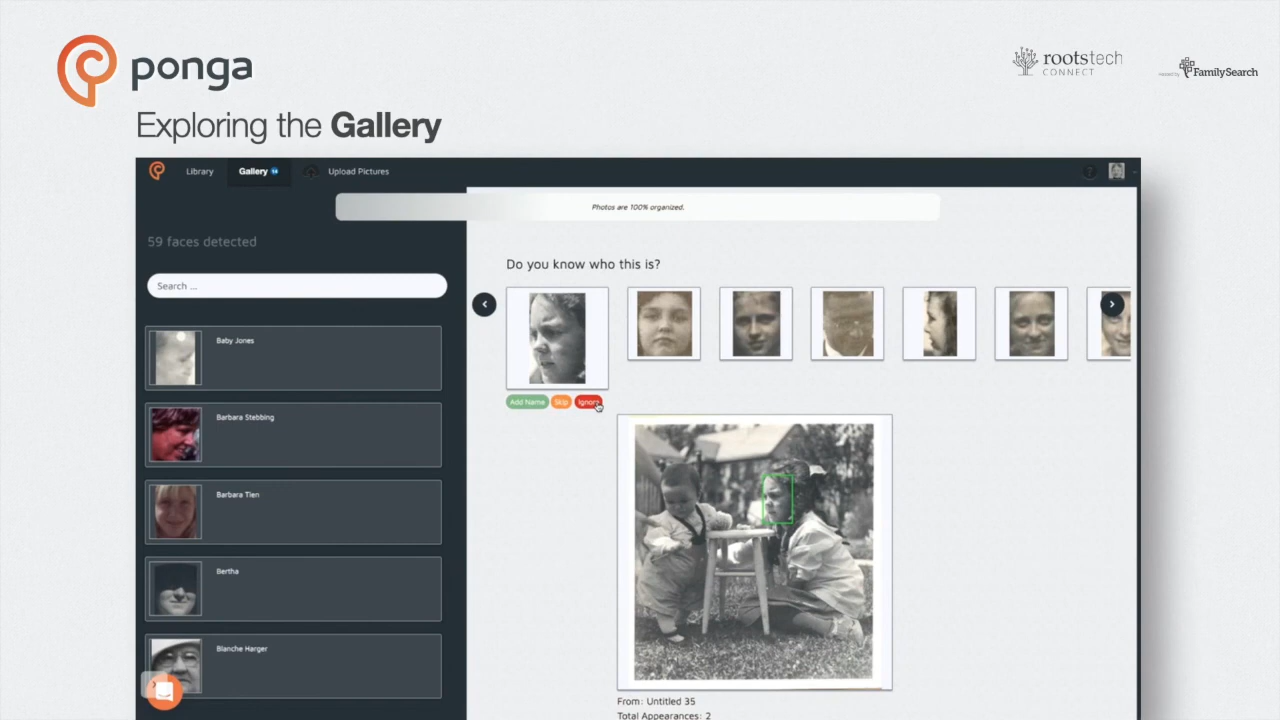 ponga
rootstech
CONNECT
HOSTED BY FamilySearch
Exploring the Gallery
Library
Gallery
Upload Pictures
Photos are 100% organized.
59 faces detected
Search ...
Do you know who this is?
Baby Jones
Add Name
Skip
Ignore
Barbara Stebbing
Barbara Tien
Bertha
Blanche Harger
From: Untitled 35
Total Appearances: 2